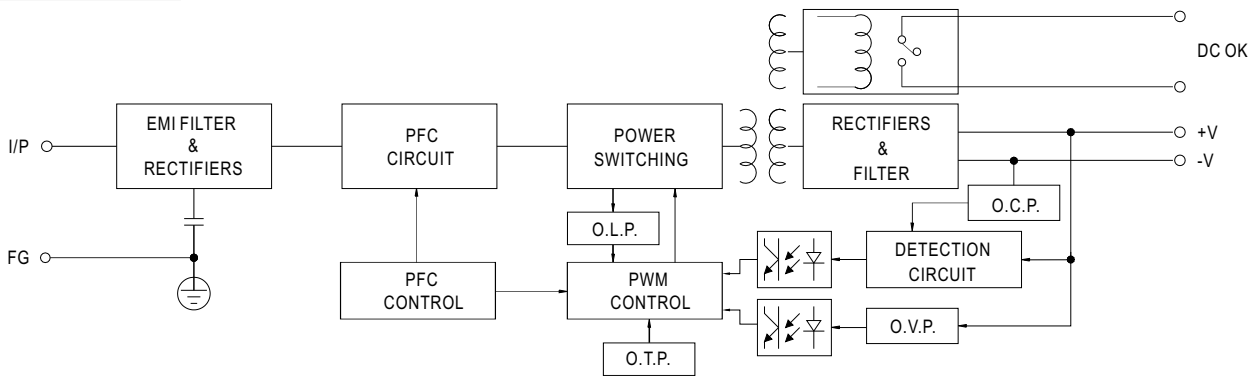 DC OK
I/P
EMI FILTER
&
RECTIFIERS
PFC
CIRCUIT
POWER
SWITCHING
RECTIFIERS
&
FILTER
+V
-V
O.C.P.
O.L.P.
DETECTION
CIRCUIT
FG
PFC
CONTROL
PWM
CONTROL
O.V.P.
O.T.P.